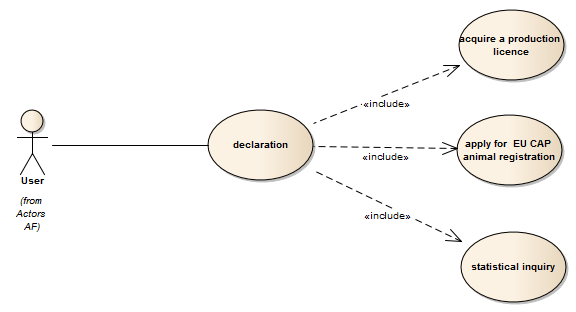 acquire a production
licence
«include»
declaration
apply for  EU CAP
animal registration
«include»
User
(from
Actors
AF)
«include»
statistical inquiry